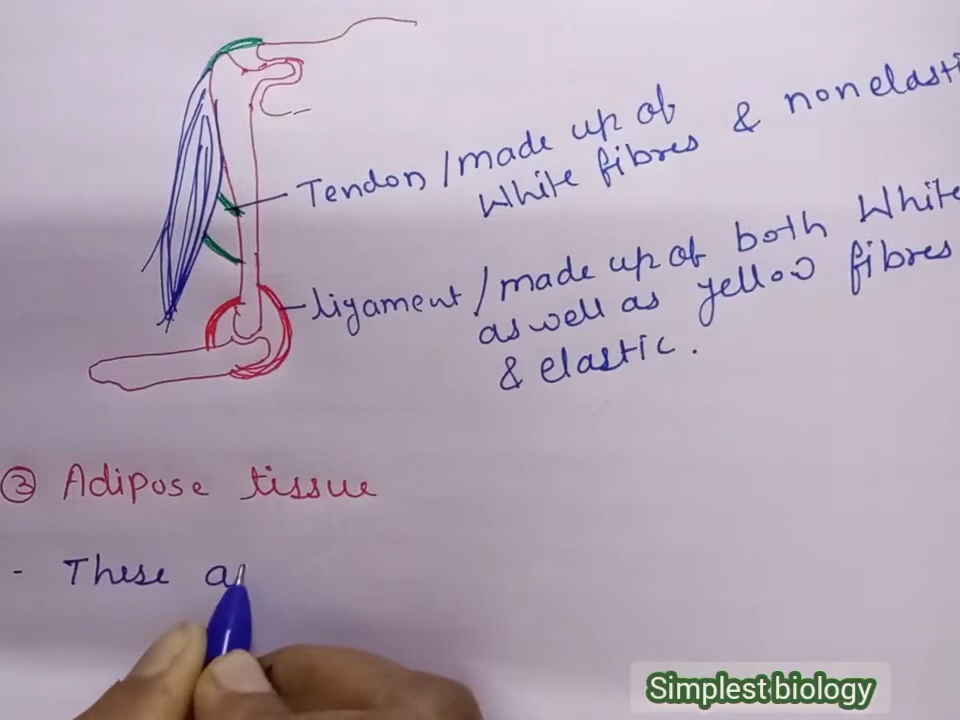 Tendon / made up of
White fibres & nonelasti
ligament / made up of both White
as well as yellow fibres
& elastic.
③ Adipose tissue
- These a
Simplest biology